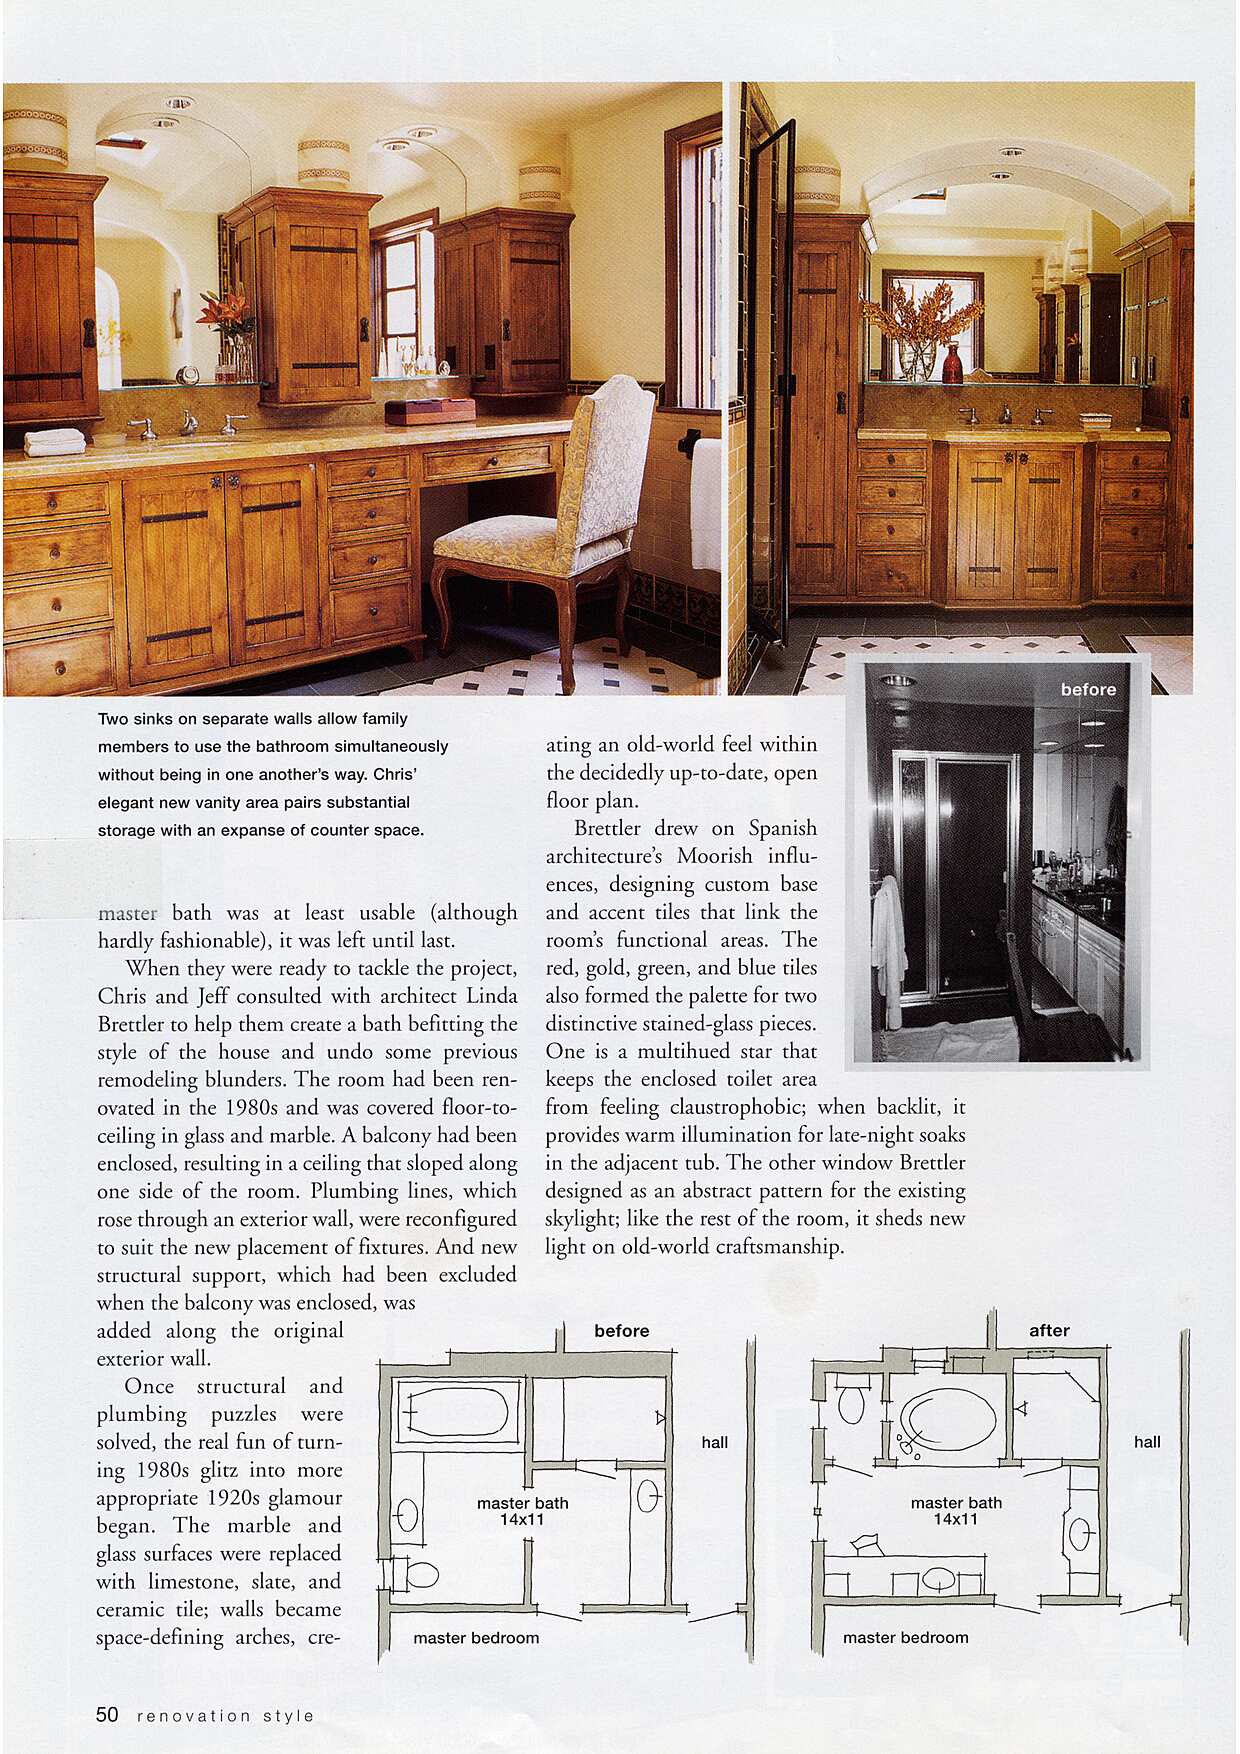 before
Two sinks on separate walls allow family
members to use the bathroom simultaneously
without being in one another's way. Chris'
elegant new vanity area pairs substantial
storage with an expanse of counter space.
master bath was at least usable (although
hardly fashionable), it was left until last.
When they were ready to tackle the project,
Chris and Jeff consulted with architect Linda
Brettler to help them create a bath befitting the
style of the house and undo some previous
remodeling blunders. The room had been ren-
ovated in the 1980s and was covered floor-to-
ceiling in glass and marble. A balcony had been
enclosed, resulting in a ceiling that sloped along
one side of the room. Plumbing lines, which
rose through an exterior wall, were reconfigured
to suit the new placement of fixtures. And new
structural support, which had been excluded
when the balcony was enclosed, was
added along the original
exterior wall.
Once structural and
plumbing puzzles were
solved, the real fun of turn-
ing 1980s glitz into more
appropriate 1920s glamour
began. The marble and
glass surfaces were replaced
with limestone, slate, and
ceramic tile; walls became
space-defining arches, cre-
ating an old-world feel within
the decidedly up-to-date, open
floor plan.
Brettler drew on Spanish
architecture's Moorish influ-
ences, designing custom base
and accent tiles that link the
room's functional areas. The
red, gold, green, and blue tiles
also formed the palette for two
distinctive stained-glass pieces.
One is a multihued star that
keeps the enclosed toilet area
from feeling claustrophobic; when backlit, it
provides warm illumination for late-night soaks
in the adjacent tub. The other window Brettler
designed as an abstract pattern for the existing
skylight; like the rest of the room, it sheds new
light on old-world craftsmanship.
before
hall
master bath
14x11
master bedroom
after
hall
master bath
14x11
master bedroom
50 renovation style